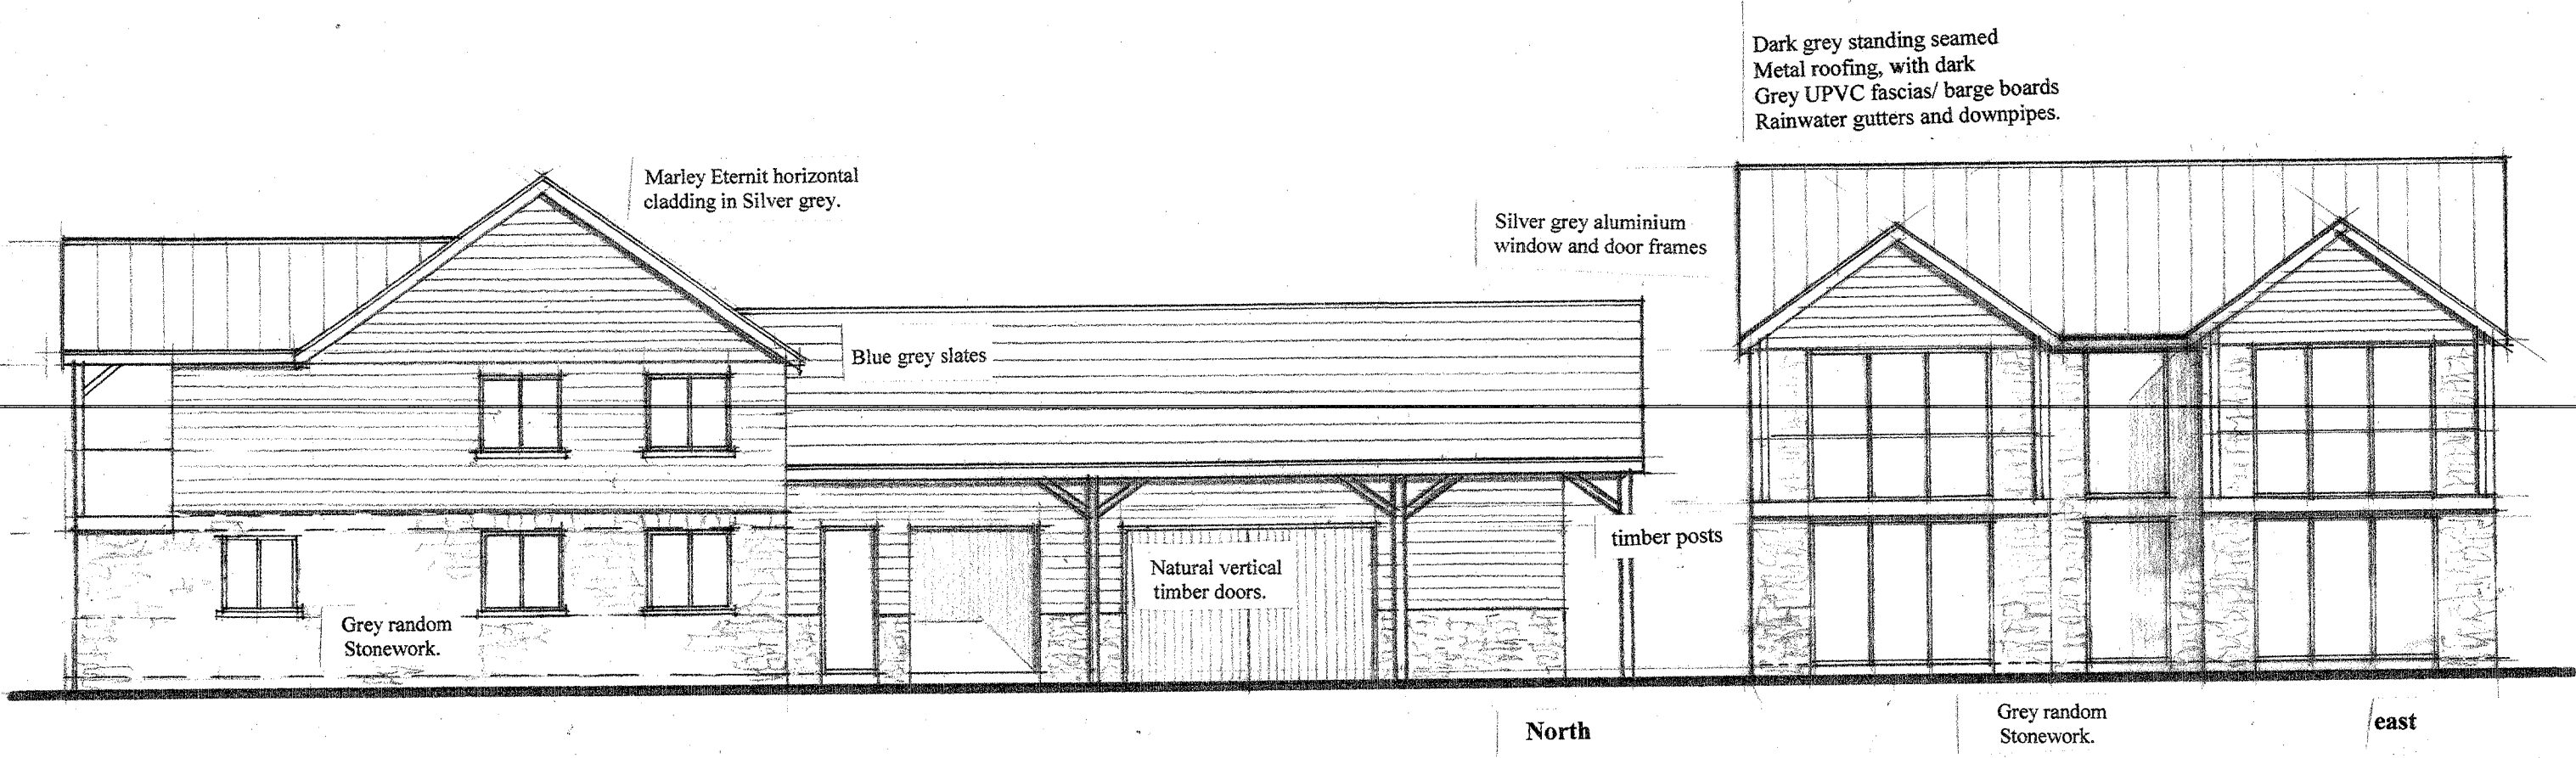 Dark grey standing seamed
Metal roofing, with dark
Grey UPVC fascias/ barge boards
Rainwater gutters and downpipes.
Marley Eternit horizontal
cladding in Silver grey.
Silver grey aluminium
window and door frames
Blue grey slates
timber posts
Natural vertical
timber doors.
Grey random
Stonework.
North
Grey random
Stonework.
east